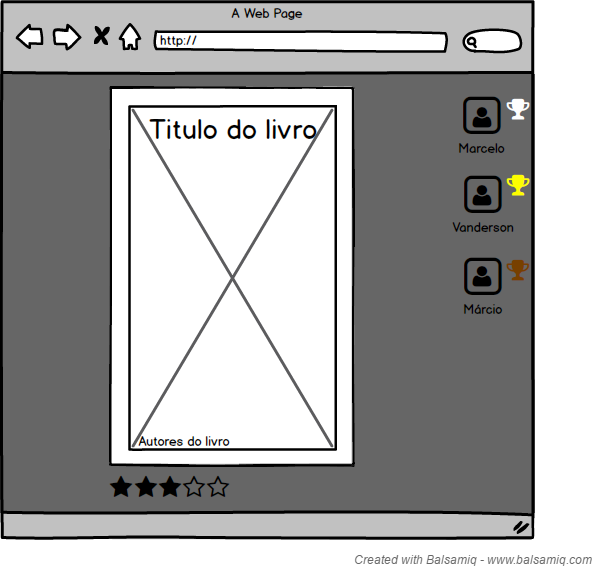 A Web Page
http://
Titulo do livro
Autores do livro
Marcelo
Vanderson
Márcio
Created with Balsamiq - www.balsamiq.com